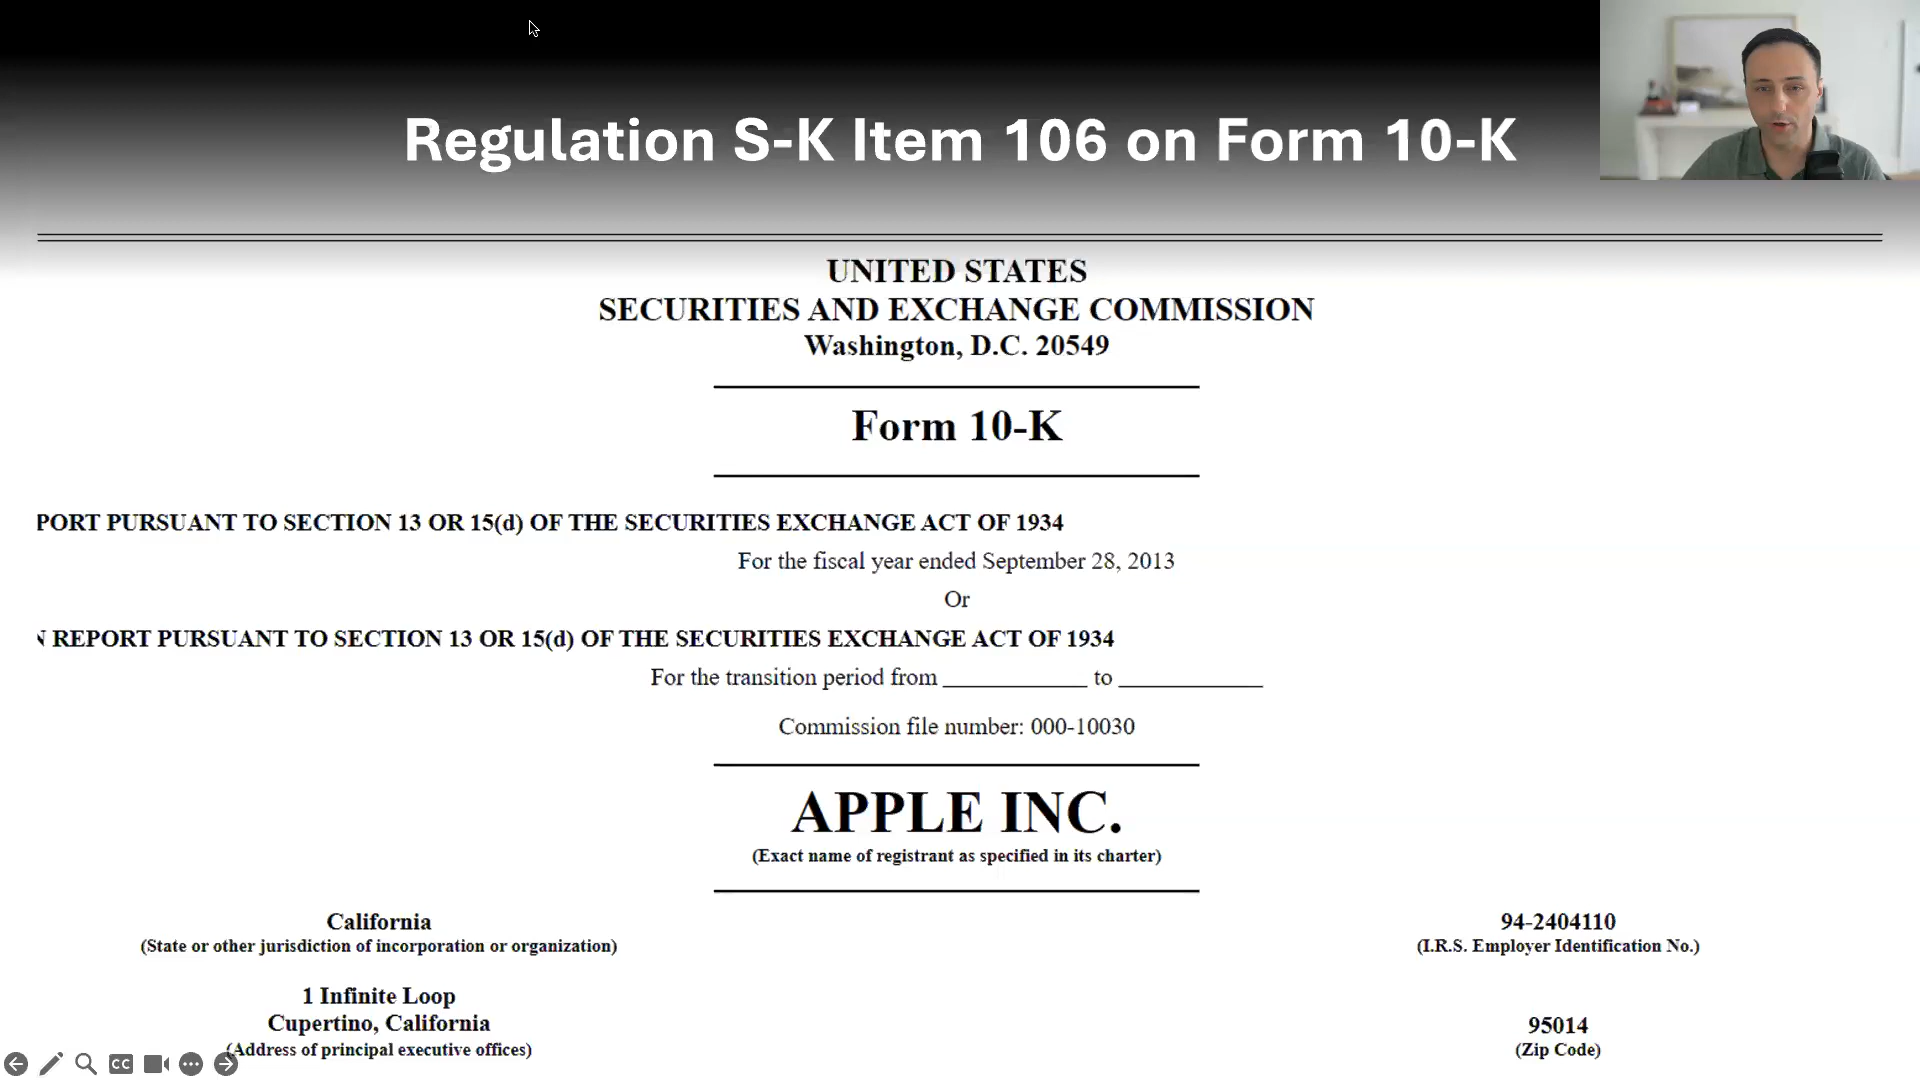 Regulation S-K Item 106 on Form 10-K
UNITED STATES
SECURITIES AND EXCHANGE COMMISSION
Washington, D.C. 20549
Form 10-K
PORT PURSUANT TO SECTION 13 OR 15(d) OF THE SECURITIES EXCHANGE ACT OF 1934
For the fiscal year ended September 28, 2013
Or
N REPORT PURSUANT TO SECTION 13 OR 15(d) OF THE SECURITIES EXCHANGE ACT OF 1934
For the transition period from ____________ to ____________
Commission file number: 000-10030
APPLE INC.
(Exact name of registrant as specified in its charter)
California
(State or other jurisdiction of incorporation or organization)
94-2404110
(I.R.S. Employer Identification No.)
1 Infinite Loop
Cupertino, California
(Address of principal executive offices)
95014
(Zip Code)
CC